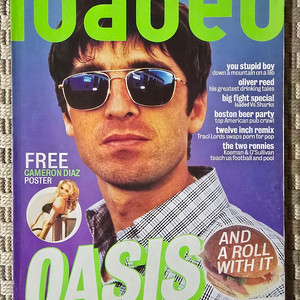 loaded
you stupid boy
down a mountain on a lilo
oliver reed
his greatest drinking tales
big fight special
loaded Vs Sharks
boston beer party
top American pub crawl
twelve inch remix
Traci Lords swaps porn for pop
the two ronnies
Koeman & O'Sullivan
teach us football and pool
FREE
CAMERON DIAZ
POSTER
OASIS
AND
A ROLL
WITH IT